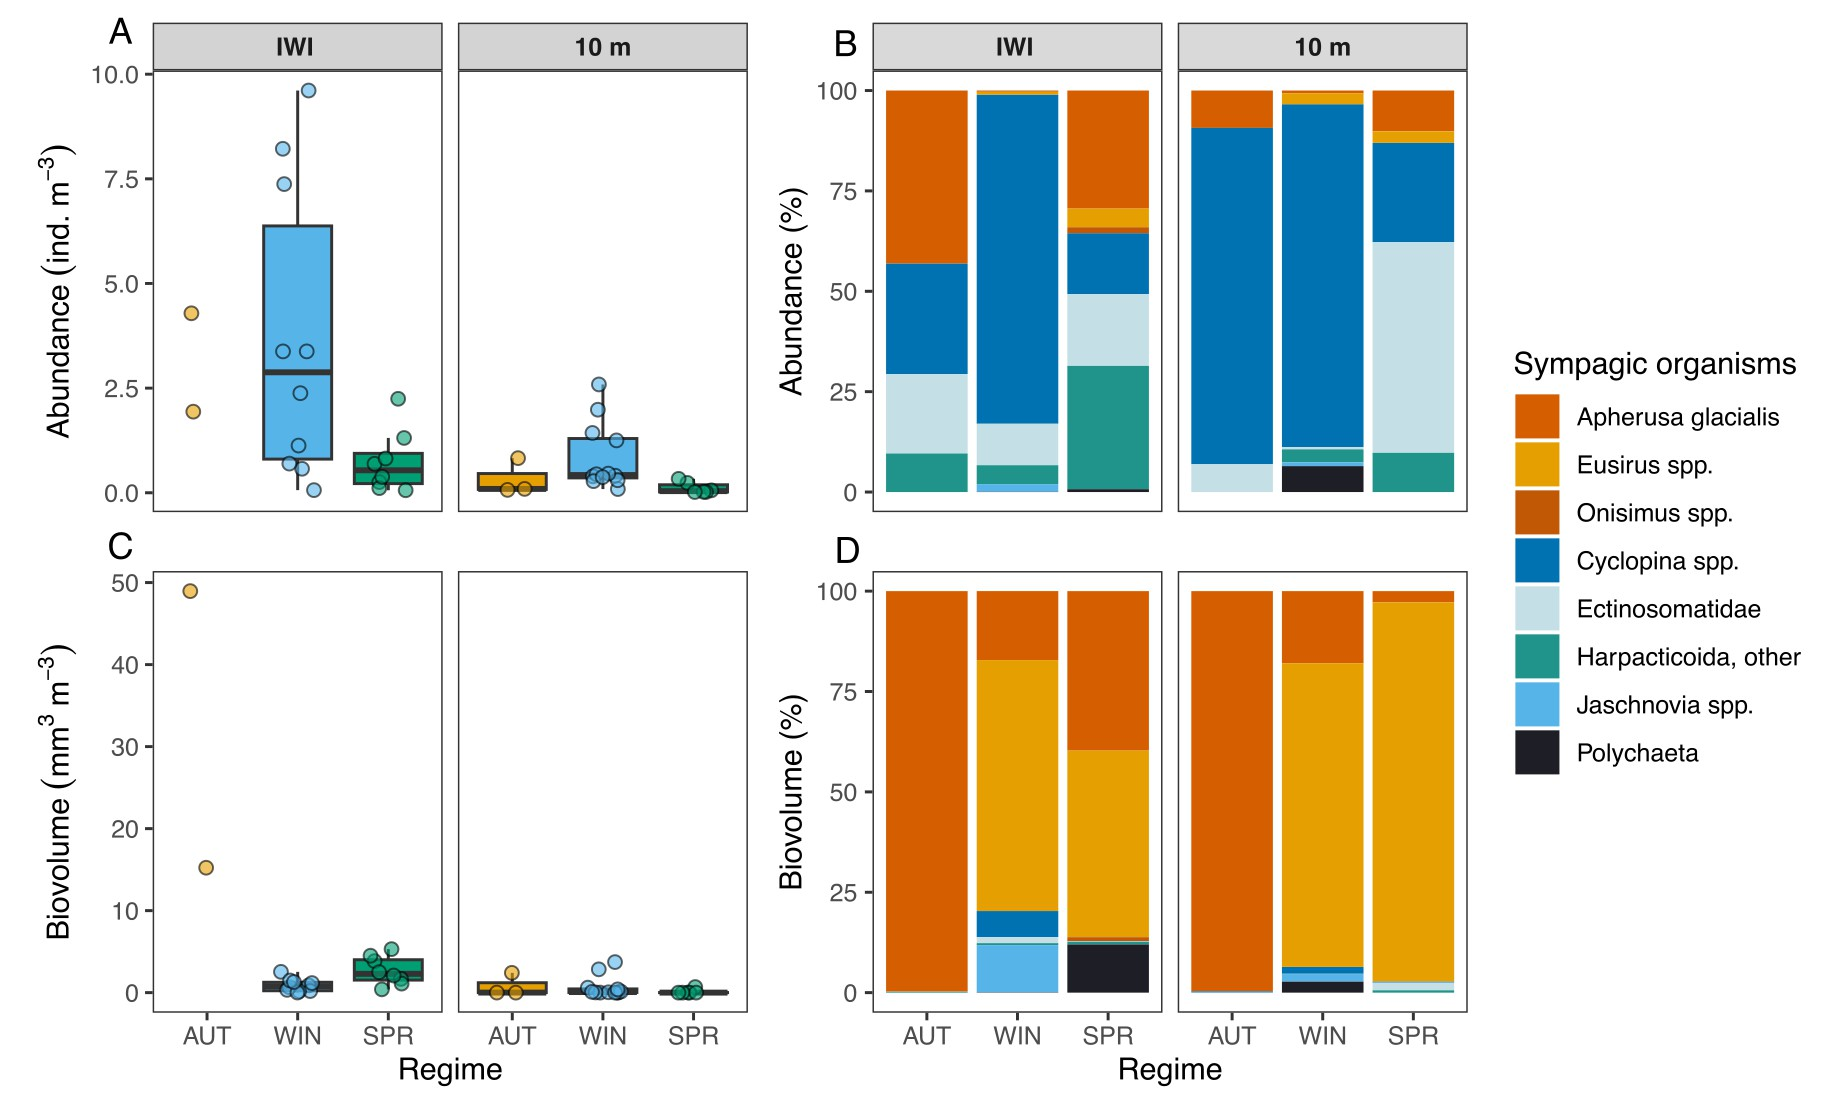 A
IWI
10 m
10.0
7.5
5.0
2.5
0.0
Abundance (ind. m⁻³)
B
IWI
10 m
100
75
50
25
0
Abundance (%)
C
50
40
30
20
10
0
Biovolume (mm³ m⁻³)
AUT WIN SPR
AUT WIN SPR
Regime
D
100
75
50
25
0
Biovolume (%)
AUT WIN SPR
AUT WIN SPR
Regime
Sympagic organisms
Apherusa glacialis
Eusirus spp.
Onisimus spp.
Cyclopina spp.
Ectinosomatidae
Harpacticoida, other
Jaschnovia spp.
Polychaeta